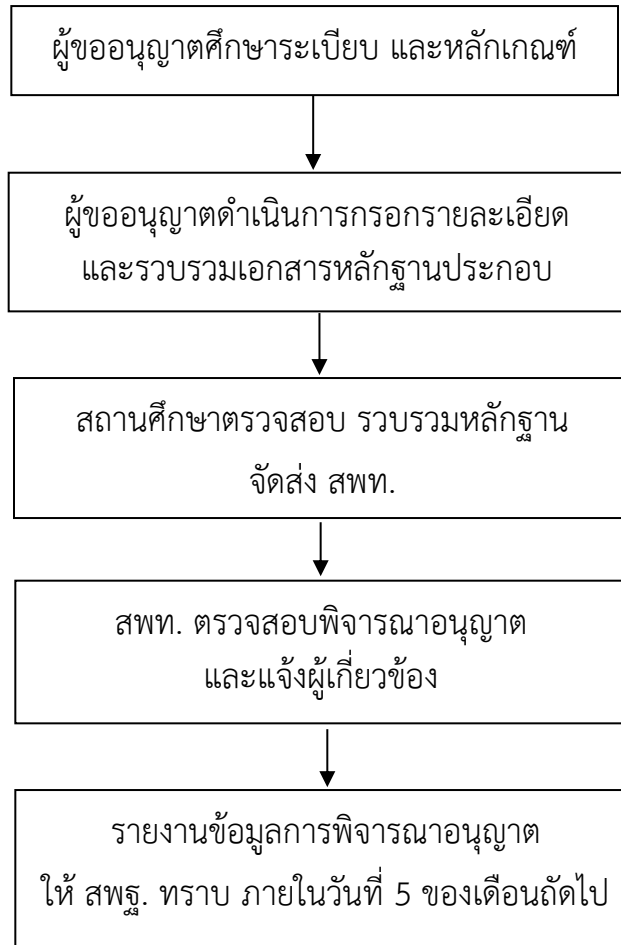 ผู้ขออนุญาตศึกษาระเบียบ และหลักเกณฑ์
ผู้ขออนุญาตดำเนินการกรอกรายละเอียด
และรวบรวมเอกสารหลักฐานประกอบ
สถานศึกษาตรวจสอบ รวบรวมหลักฐาน
จัดส่ง สพท.
สพท. ตรวจสอบพิจารณาอนุญาต
และแจ้งผู้เกี่ยวข้อง
รายงานข้อมูลการพิจารณาอนุญาต
ให้ สพฐ. ทราบ ภายในวันที่ 5 ของเดือนถัดไป